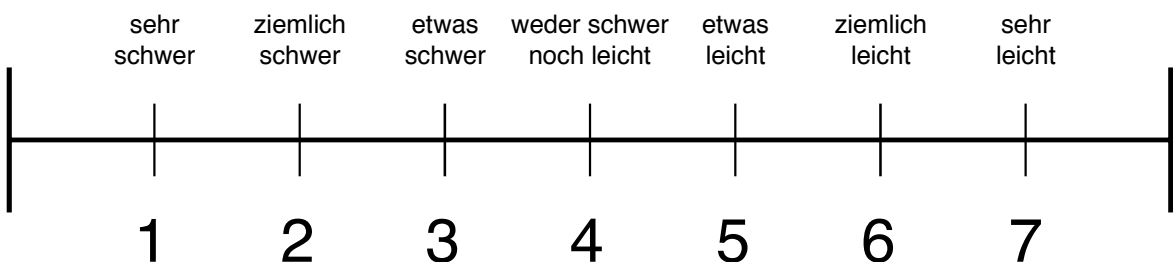 sehr ziemlich etwas weder schwer etwas ziemlich sehr
schwer schwer schwer noch leicht leicht leicht leicht
1 2 3 4 5 6 7